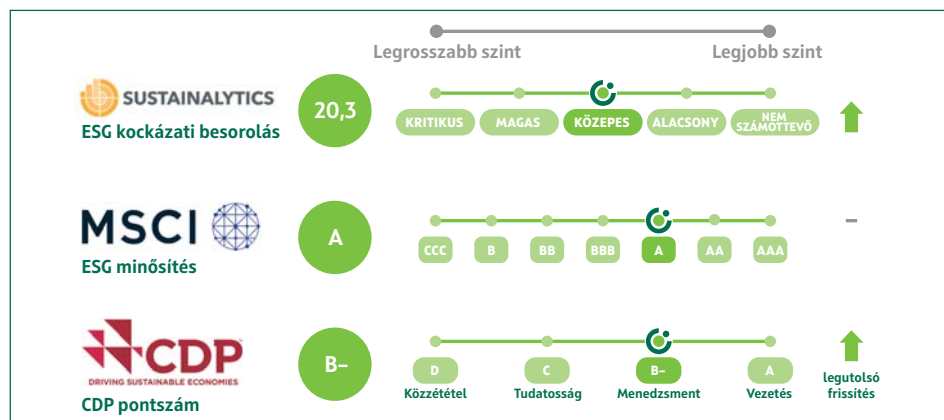 Legrosszabb szint Legjobb szint
SUSTAINALYTICS
ESG kockázati besorolás
20,3
KRITIKUS MAGAS KÖZEPES ALACSONY NEM SZÁMOTTEVŐ
MSCI
ESG minősítés
A
CCC B BB BBB A AA AAA
–
CDP
DRIVING SUSTAINABLE ECONOMIES
CDP pontszám
B–
D C B– A
Közzététel Tudatosság Menedzsment Vezetés
legutolsó
frissítés